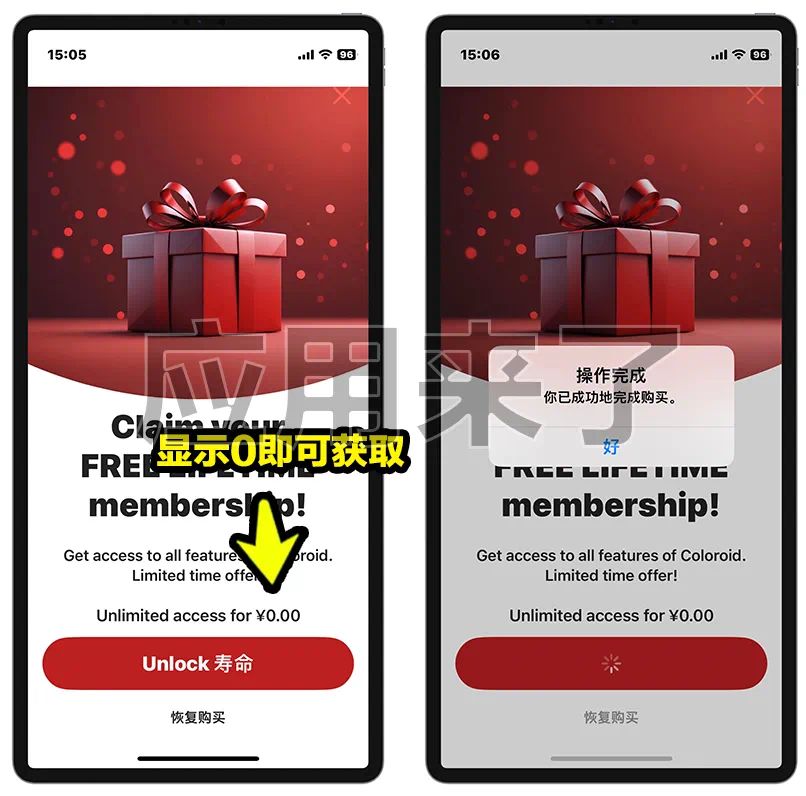 15:05
96
Claim your
FREE LIFETIME
membership!
显示0即可获取
Get access to all features of Coloroid.
Limited time offer!
Unlimited access for ¥0.00
Unlock 寿命
恢复购买
15:06
96
操作完成
你已成功地完成购买。
好
FREE LIFETIME
membership!
Get access to all features of Coloroid.
Limited time offer!
Unlimited access for ¥0.00
恢复购买
应用来了